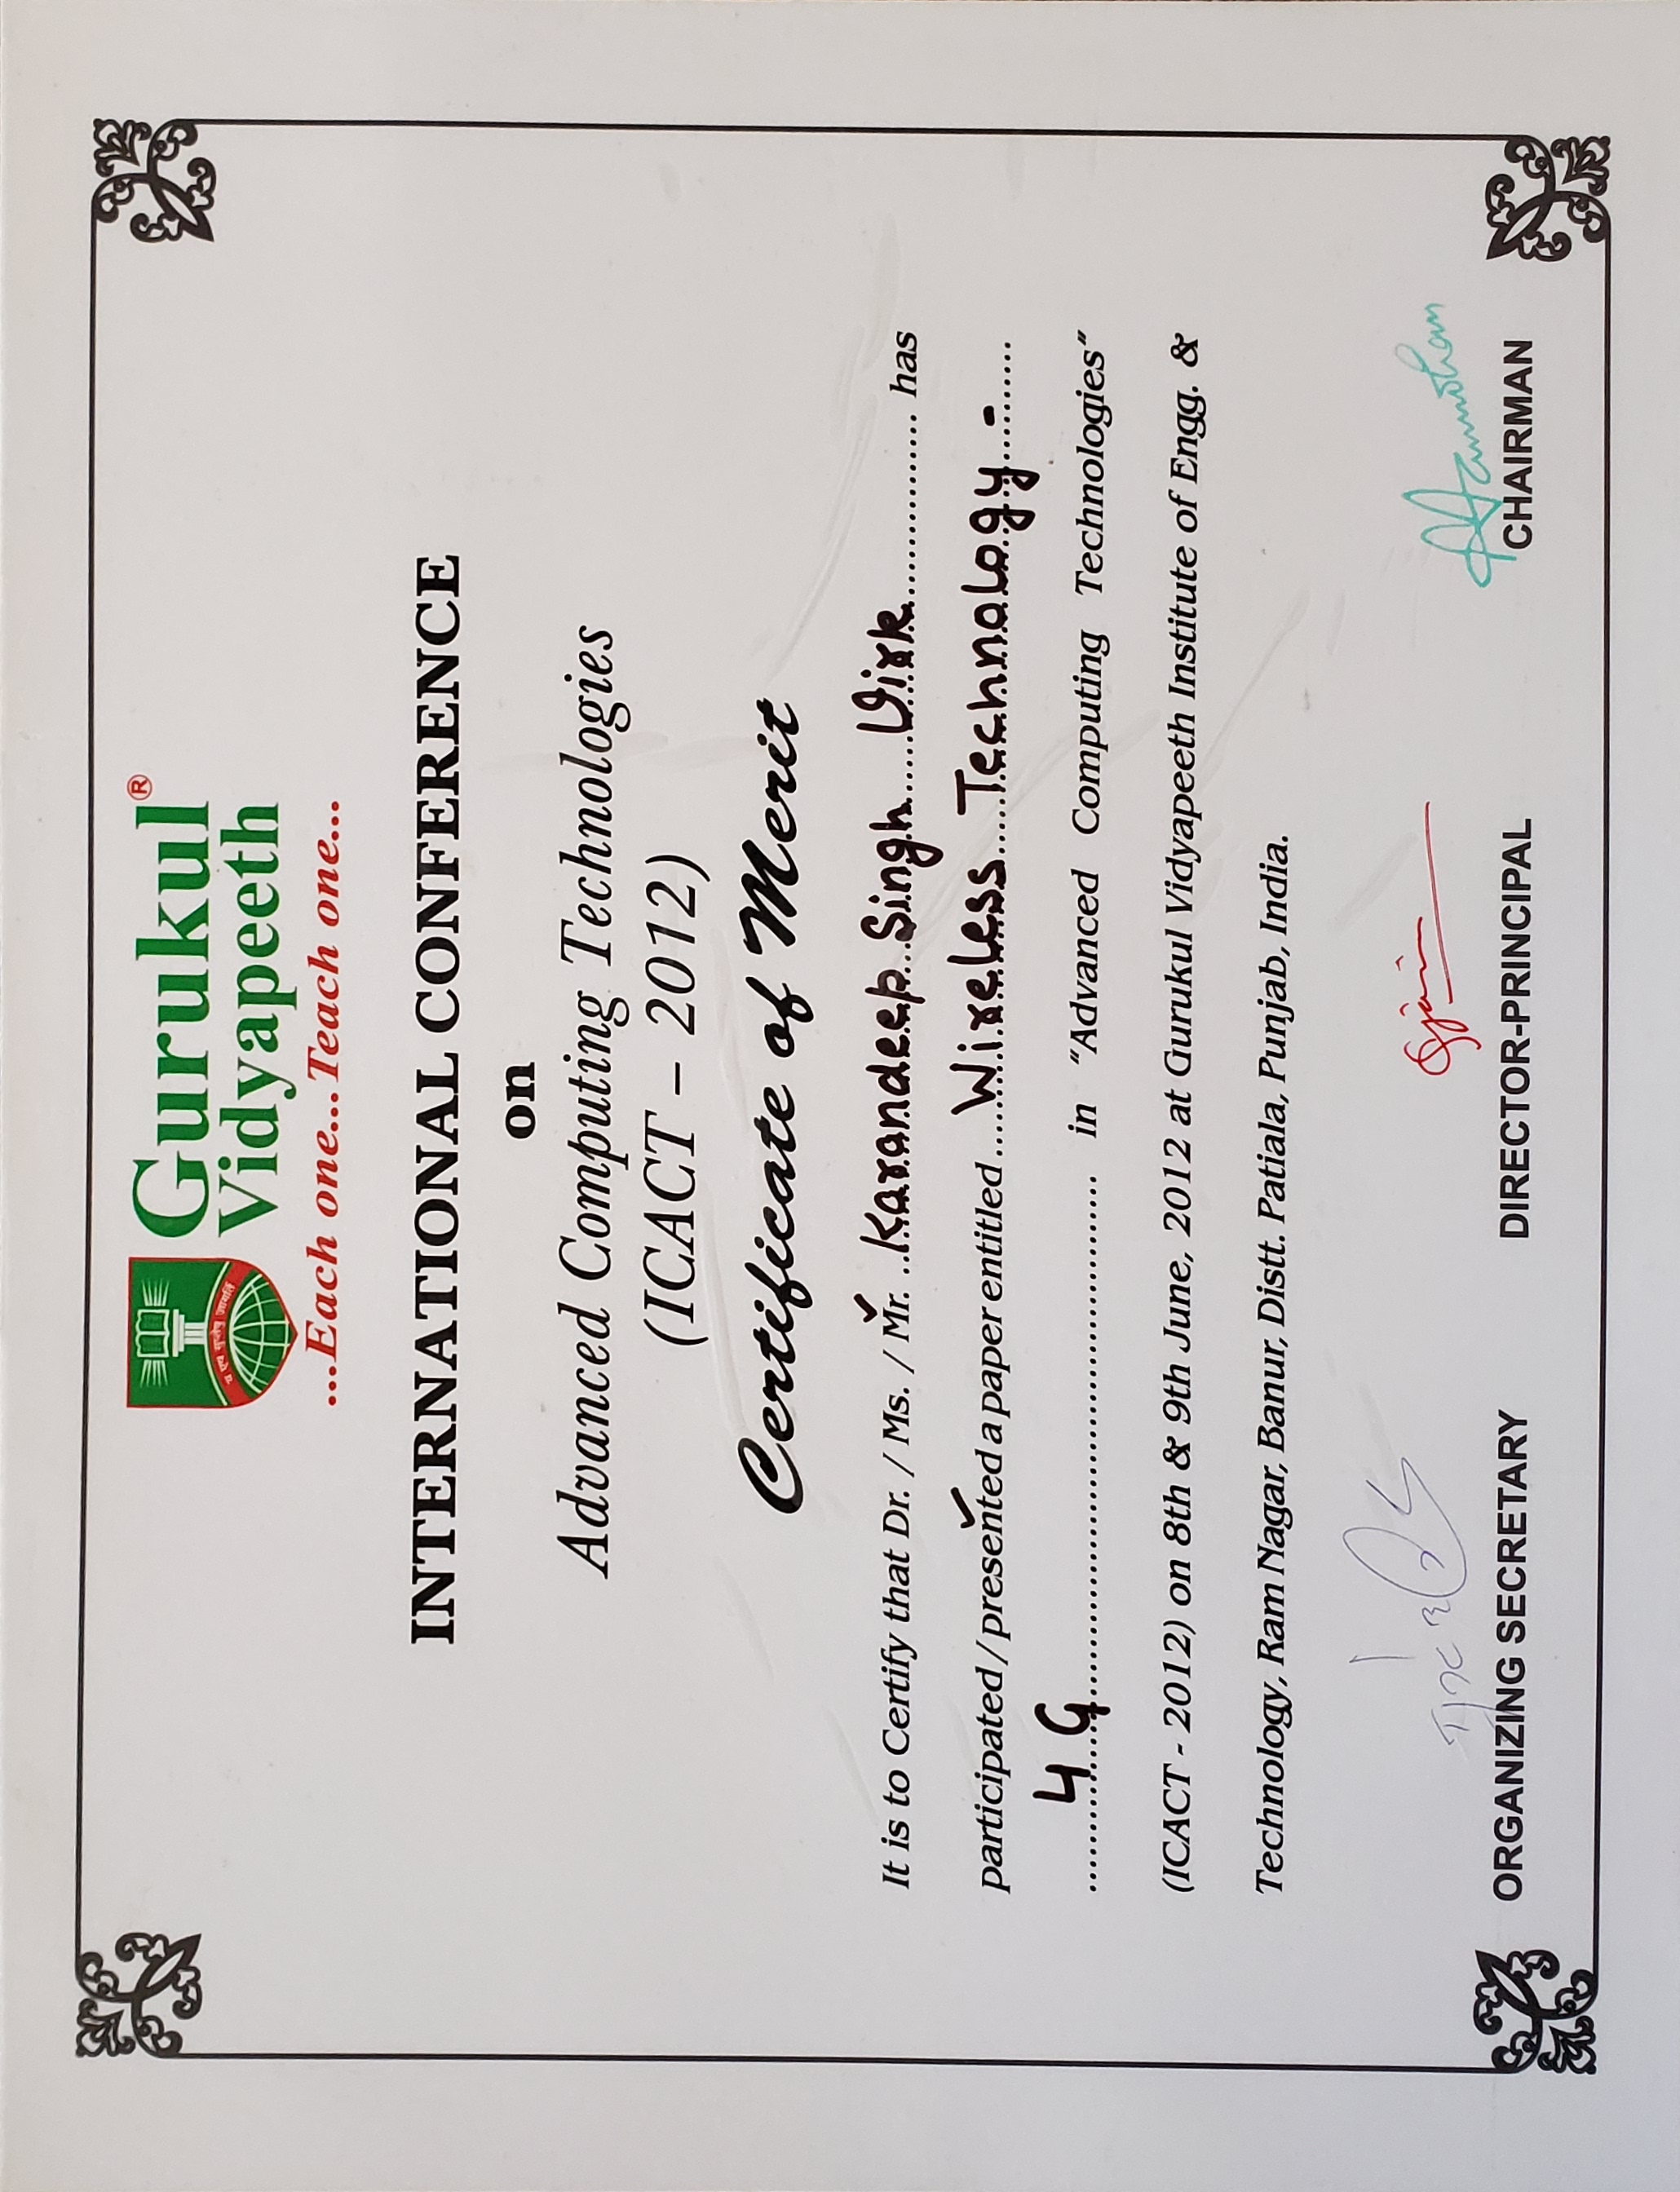 Gurukul®
Vidyapeeth
य एष सुप्तेषु जागर्ति
...Each one...Teach one...
INTERNATIONAL CONFERENCE
on
Advanced Computing Technologies
(ICACT – 2012)
Certificate of Merit
It is to Certify that Dr. / Ms. / Mr. Karandeep Singh Virk has
participated / presented a paper entitled Wireless Technology -
4G in “Advanced Computing Technologies”
(ICACT - 2012) on 8th & 9th June, 2012 at Gurukul Vidyapeeth Institute of Engg. &
Technology, Ram Nagar, Banur, Distt. Patiala, Punjab, India.
ORGANIZING SECRETARY DIRECTOR-PRINCIPAL CHAIRMAN